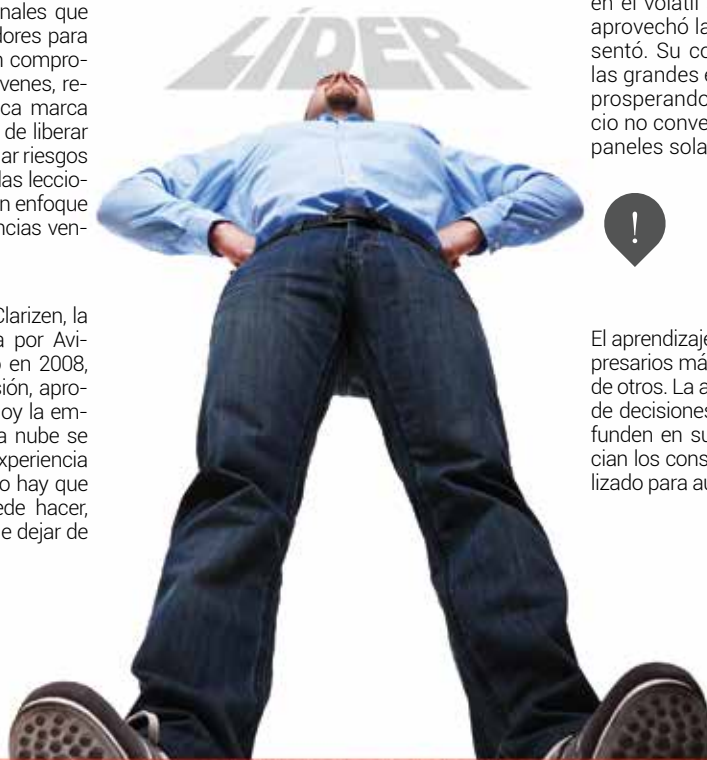 nales que
dores para
n compro-
venes, re-
ca marca
de liberar
ar riesgos
las leccio-
n enfoque
ncias ven-
Clarizen, la
a por Avi-
o en 2008,
sión, apro-
oy la em-
a nube se
xperiencia
o hay que
ede hacer,
e dejar de
LÍDER
en el volátil
aprovechó la
sentó. Su co
las grandes e
prosperando
cio no conve
paneles sola
!
El aprendizaje
presarios má
de otros. La a
de decisiones
funden en su
cian los cons
lizado para au